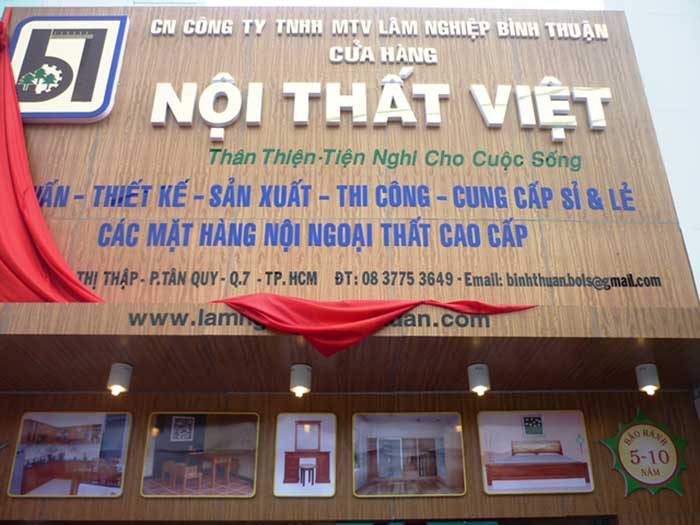 CN CÔNG TY TNHH MTV LÂM NGHIỆP BÌNH THUẬN
CỬA HÀNG
NỘI THẤT VIỆT
Thân Thiện-Tiện Nghi Cho Cuộc Sống
VẤN - THIẾT KẾ - SẢN XUẤT - THI CÔNG - CUNG CẤP SỈ & LẺ
CÁC MẶT HÀNG NỘI NGOẠI THẤT CAO CẤP
THỊ THẬP - P.TÂN QUY - Q.7 - TP.HCM ĐT: 08 3775 3649 - Email: binhthuan.bols@gmail.com
BẢO HÀNH
5-10
NĂM